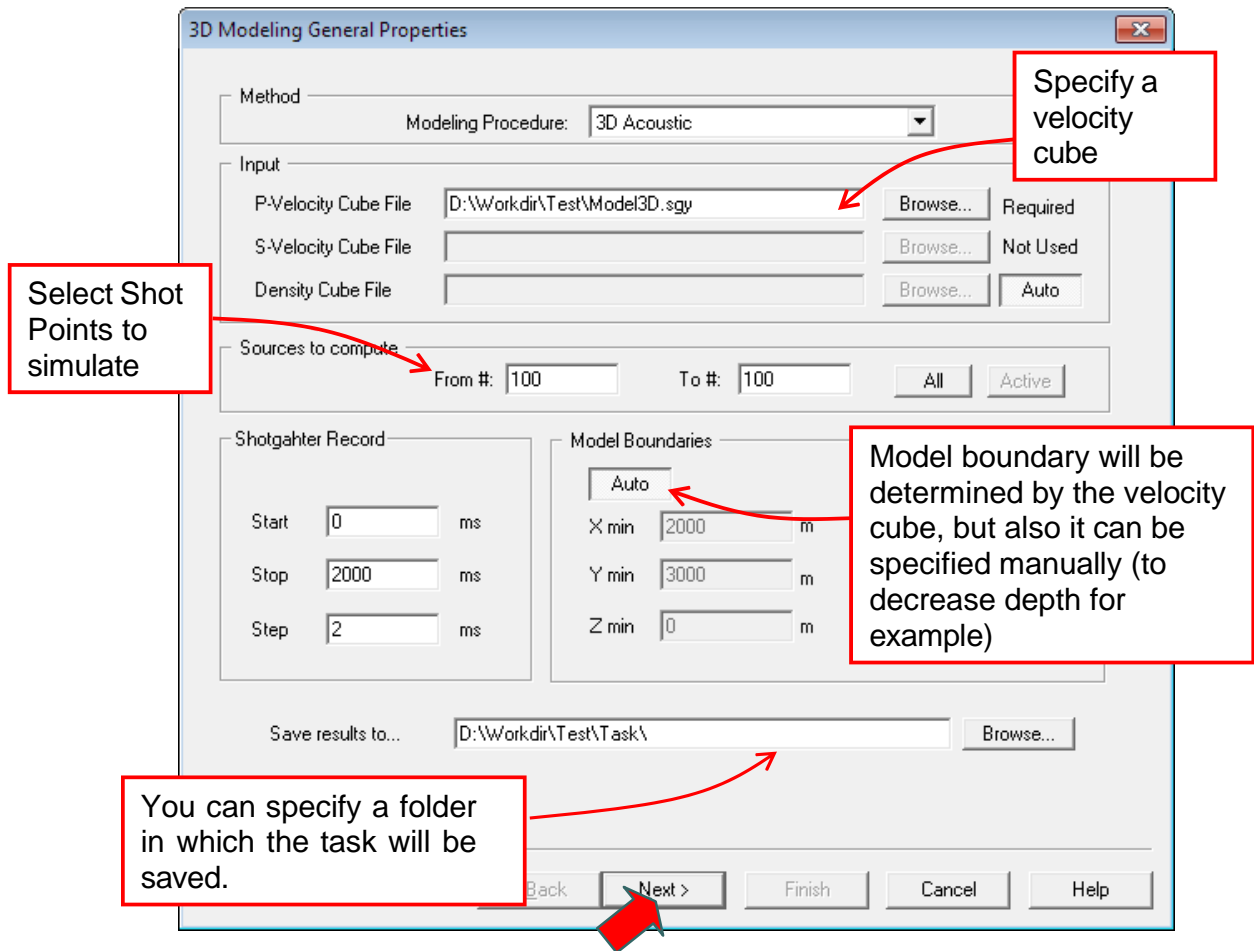 3D Modeling General Properties
Specify a
velocity
cube
Method
Modeling Procedure: 3D Acoustic
Input
P-Velocity Cube File D:\Workdir\Test\Model3D.sgy Browse... Required
S-Velocity Cube File Browse... Not Used
Density Cube File Browse... Auto
Select Shot
Points to
simulate
Sources to compute
From #: 100 To #: 100 All Active
Shotgahter Record
Start 0 ms
Stop 2000 ms
Step 2 ms
Model Boundaries
Auto
X min 2000 m
Y min 3000 m
Z min 0 m
Model boundary will be
determined by the velocity
cube, but also it can be
specified manually (to
decrease depth for
example)
Save results to... D:\Workdir\Test\Task\ Browse...
You can specify a folder
in which the task will be
saved.
Back Next > Finish Cancel Help